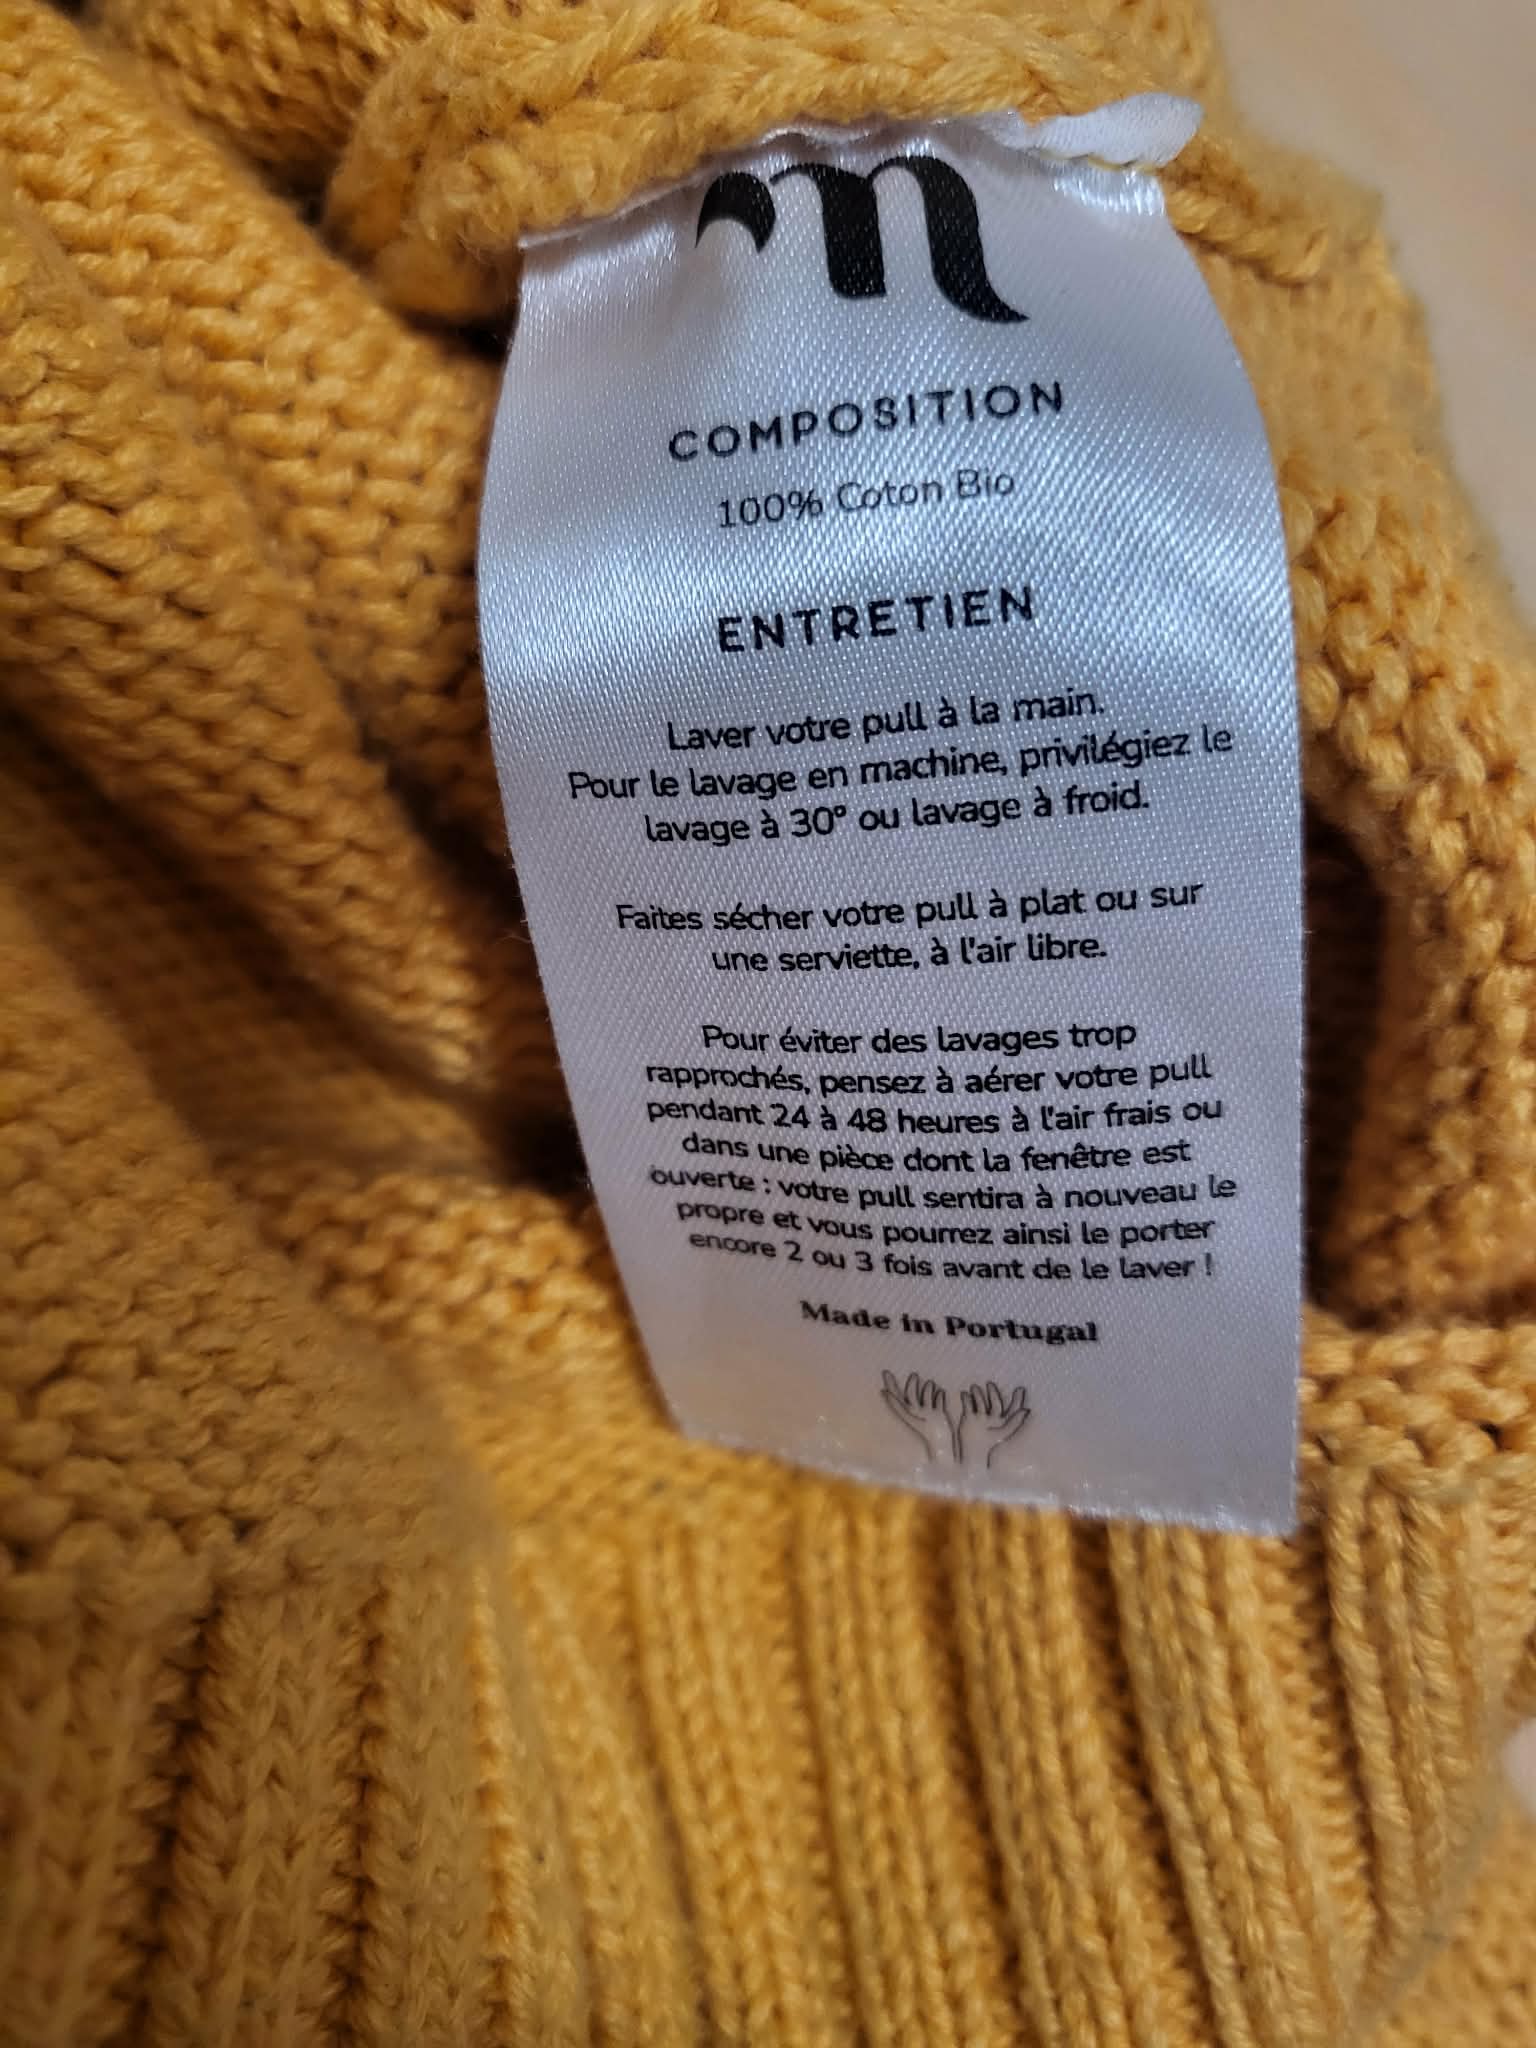 m
COMPOSITION
100% Coton Bio
ENTRETIEN
Laver votre pull à la main.
Pour le lavage en machine, privilégiez le
lavage à 30° ou lavage à froid.
Faites sécher votre pull à plat ou sur
une serviette, à l'air libre.
Pour éviter des lavages trop
rapprochés, pensez à aérer votre pull
pendant 24 à 48 heures à l'air frais ou
dans une pièce dont la fenêtre est
ouverte : votre pull sentira à nouveau le
propre et vous pourrez ainsi le porter
encore 2 ou 3 fois avant de le laver !
Made in Portugal